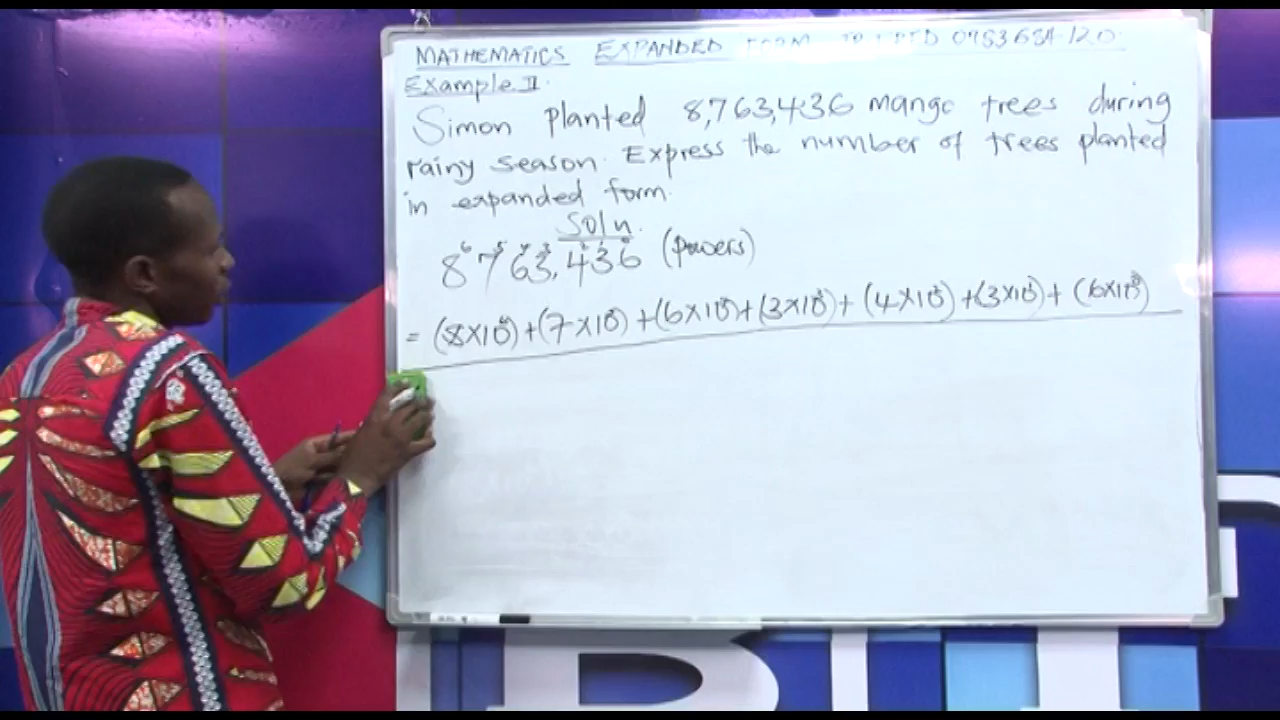 MATHEMATICS EXPANDED FORM
Example II.
Simon planted 8,763,436 mango trees during
rainy season. Express the number of trees planted
in expanded form.
Soln.
8⁶7⁵6⁴3³,4²3¹6⁰ (powers)
= (8×10⁶)+(7×10⁵)+(6×10⁴)+(3×10³)+(4×10²)+(3×10¹)+(6×10⁰)